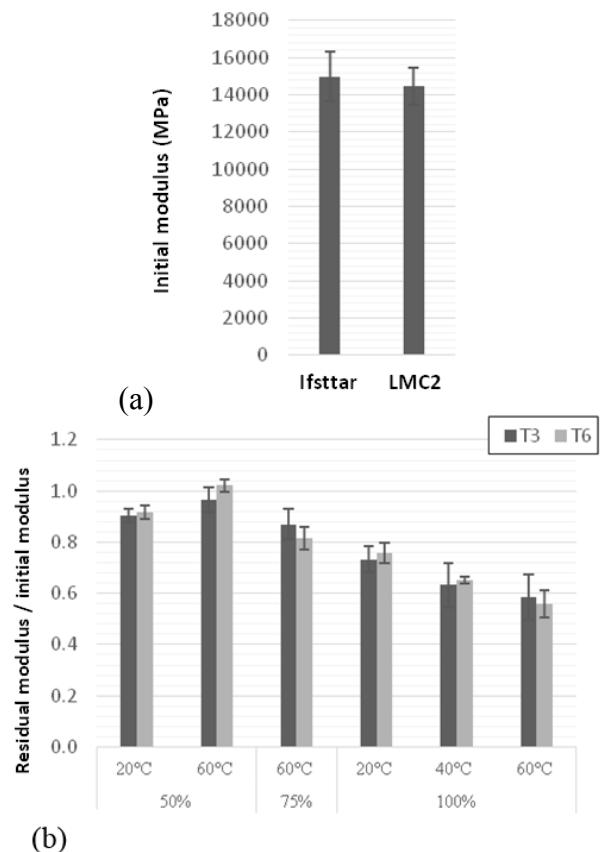 18000
16000
14000
12000
10000
8000
6000
4000
2000
0
Initial modulus (MPa)
Ifsttar LMC2
(a)
T3 T6
1.2
1.0
0.8
0.6
0.4
0.2
0.0
Residual modulus / initial modulus
20°C 60°C 60°C 20°C 40°C 60°C
50% 75% 100%
(b)